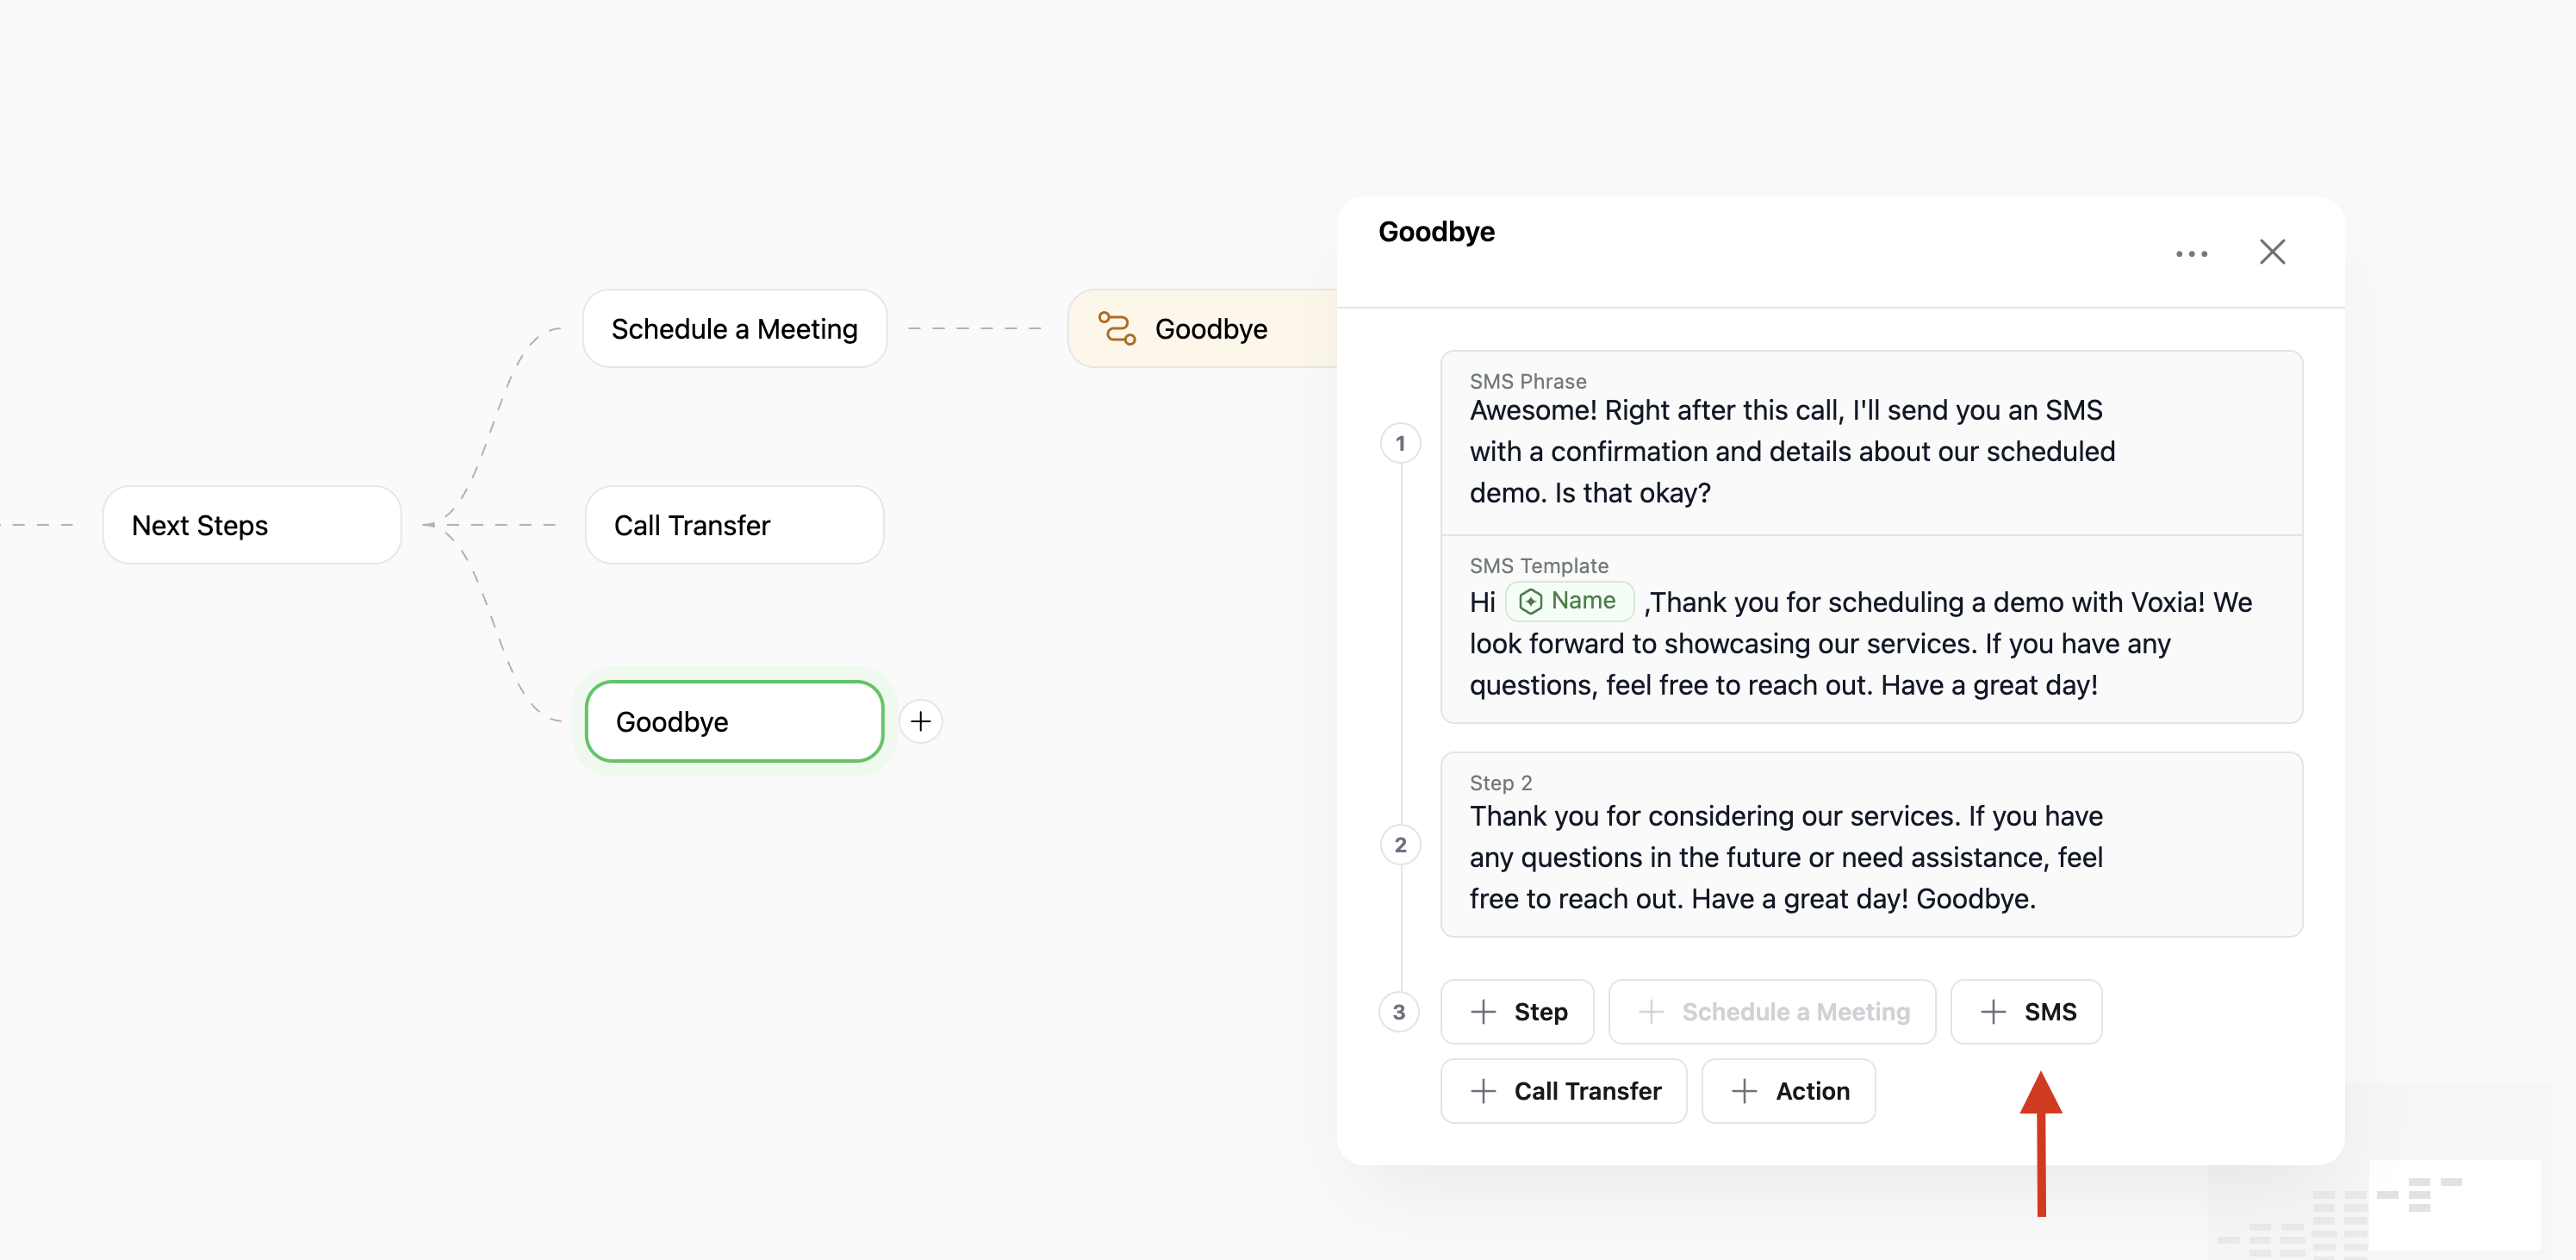 Goodbye
Schedule a Meeting
Goodbye
SMS Phrase
Awesome! Right after this call, I'll send you an SMS
1
with a confirmation and details about our scheduled
demo. Is that okay?
Next Steps
Call Transfer
SMS Template
Hi Name ,Thank you for scheduling a demo with Voxia! We
look forward to showcasing our services. If you have any
questions, feel free to reach out. Have a great day!
Goodbye
Step 2
Thank you for considering our services. If you have
2
any questions in the future or need assistance, feel
free to reach out. Have a great day! Goodbye.
3
Step
Schedule a Meeting
SMS
Call Transfer
Action